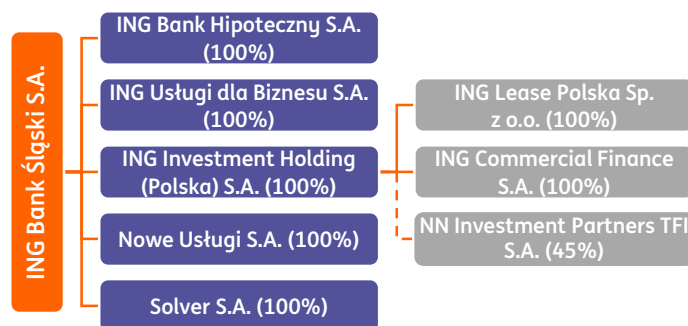 ING Bank Śląski S.A.
ING Bank Hipoteczny S.A.
(100%)
ING Usługi dla Biznesu S.A.
(100%)
ING Investment Holding
(Polska) S.A. (100%)
Nowe Usługi S.A. (100%)
Solver S.A. (100%)
ING Lease Polska Sp.
z o.o. (100%)
ING Commercial Finance
S.A. (100%)
NN Investment Partners TFI
S.A. (45%)